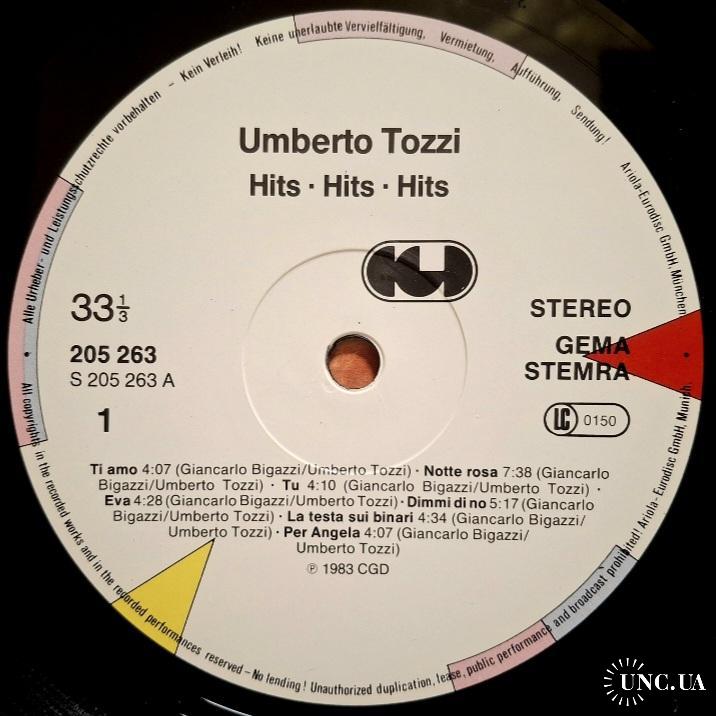 Umberto Tozzi
Hits · Hits · Hits
33 1/3
205 263
S 205 263 A
1
STEREO
GEMA
STEMRA
LC 0150
Ti amo 4:07 (Giancarlo Bigazzi/Umberto Tozzi) · Notte rosa 7:38 (Giancarlo
Bigazzi/Umberto Tozzi) · Tu 4:10 (Giancarlo Bigazzi/Umberto Tozzi) ·
Eva 4:28 (Giancarlo Bigazzi/Umberto Tozzi) · Dimmi di no 5:17 (Giancarlo
Bigazzi/Umberto Tozzi) · La testa sui binari 4:34 (Giancarlo Bigazzi/
Umberto Tozzi) · Per Angela 4:07 (Giancarlo Bigazzi/
Umberto Tozzi)
℗ 1983 CGD
Alle Urheber- und Leistungsschutzrechte vorbehalten – Kein Verleih! Keine unerlaubte Vervielfältigung, Vermietung, Aufführung, Sendung! Ariola-Eurodisc GmbH, München.
All copyrights in the recorded works and in the recorded performances reserved – No lending! Unauthorized duplication, lease, public performance and broadcast prohibited! Ariola-Eurodisc GmbH, Munich.
UNC.UA